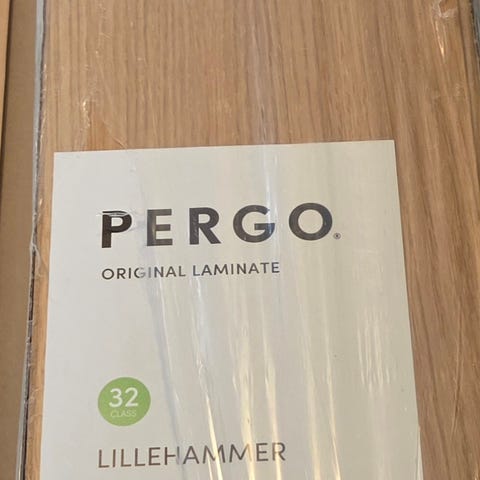 PERGO®
ORIGINAL LAMINATE
32
CLASS
LILLEHAMMER